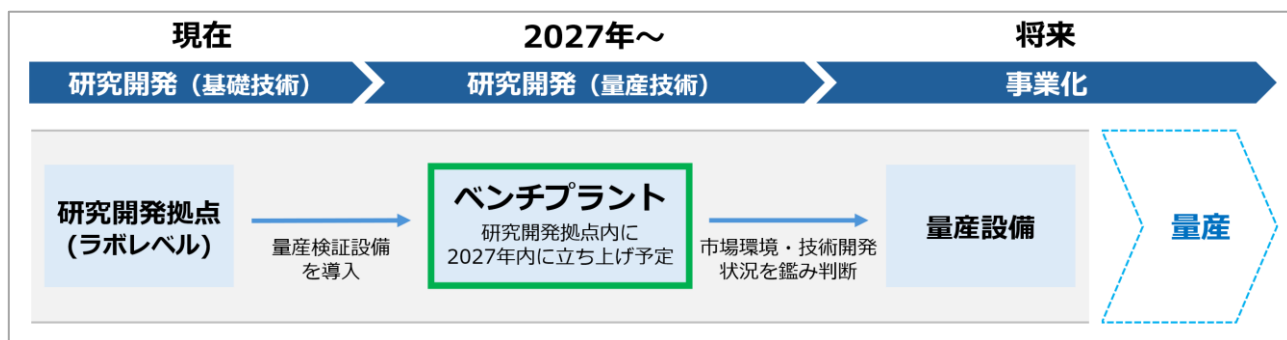 現在
2027年～
将来
研究開発（基礎技術）
研究開発（量産技術）
事業化
研究開発拠点
(ラボレベル)
量産検証設備
を導入
ベンチプラント
研究開発拠点内に
2027年内に立ち上げ予定
市場環境・技術開発
状況を鑑み判断
量産設備
量産